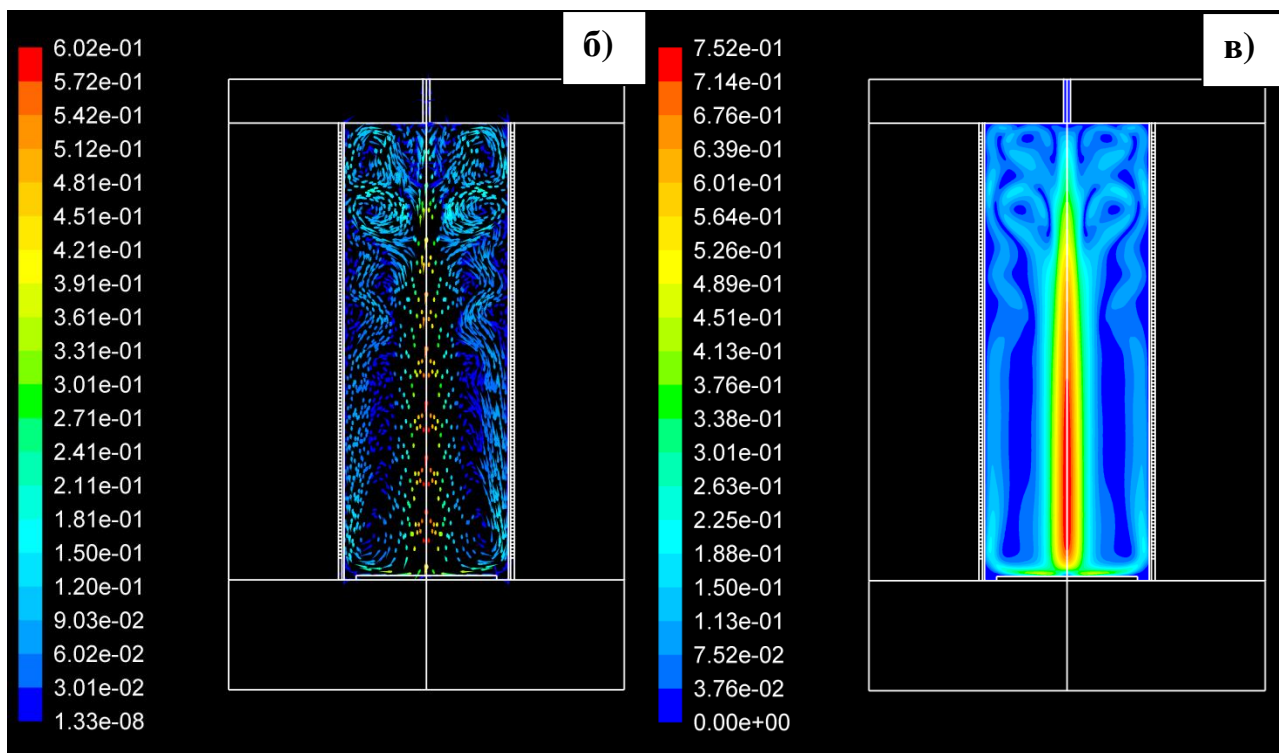 б)
6.02e-01
5.72e-01
5.42e-01
5.12e-01
4.81e-01
4.51e-01
4.21e-01
3.91e-01
3.61e-01
3.31e-01
3.01e-01
2.71e-01
2.41e-01
2.11e-01
1.81e-01
1.50e-01
1.20e-01
9.03e-02
6.02e-02
3.01e-02
1.33e-08
в)
7.52e-01
7.14e-01
6.76e-01
6.39e-01
6.01e-01
5.64e-01
5.26e-01
4.89e-01
4.51e-01
4.13e-01
3.76e-01
3.38e-01
3.01e-01
2.63e-01
2.25e-01
1.88e-01
1.50e-01
1.13e-01
7.52e-02
3.76e-02
0.00e+00